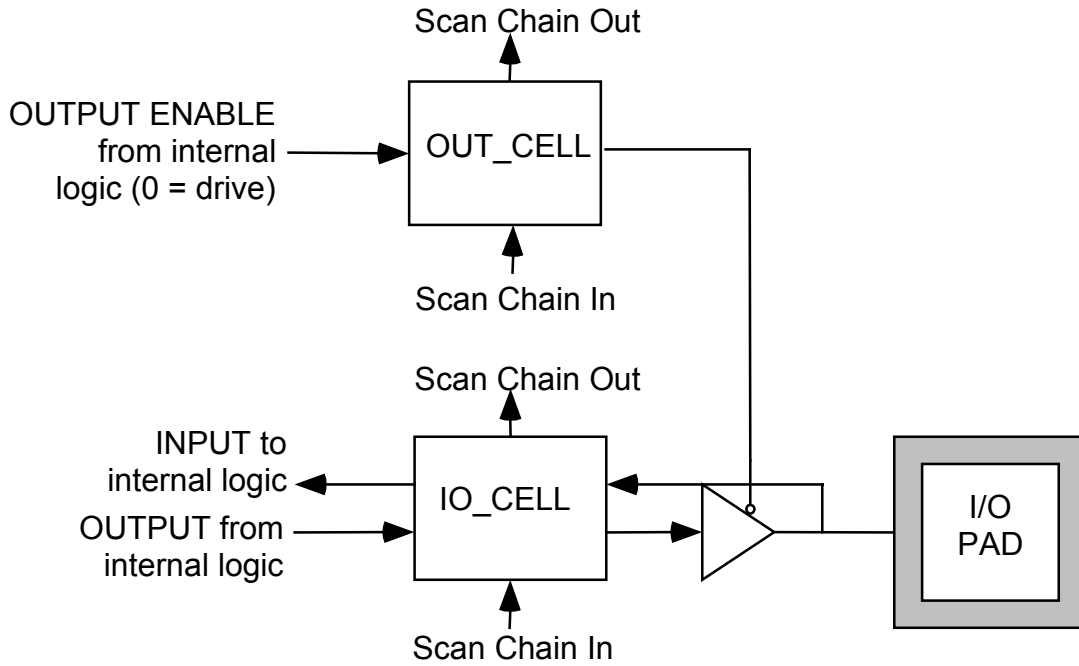 Scan Chain Out
OUTPUT ENABLE
from internal
logic (0 = drive)
OUT_CELL
Scan Chain In
Scan Chain Out
INPUT to
internal logic
OUTPUT from
internal logic
IO_CELL
I/O
PAD
Scan Chain In